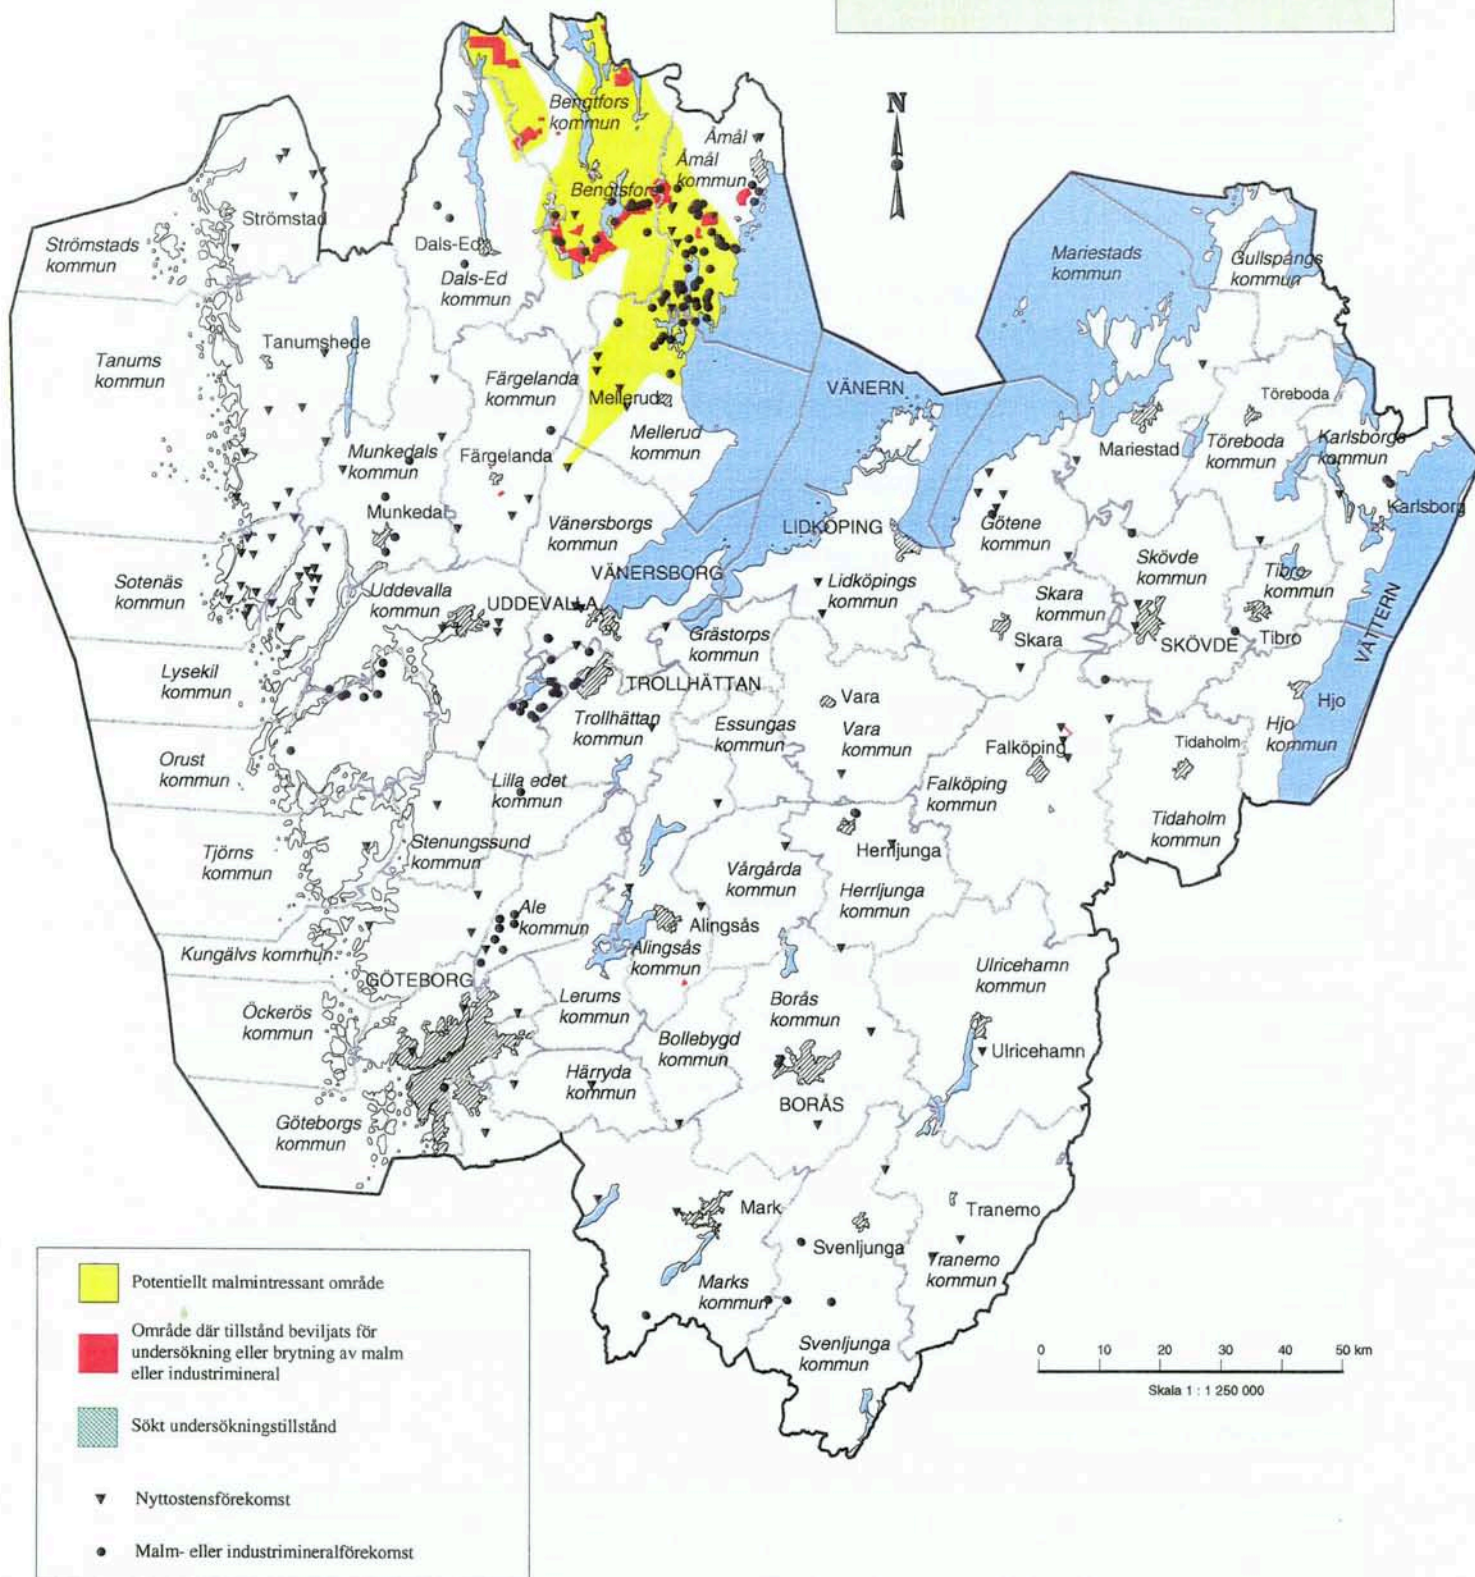 N
Bengtfors
kommun
Åmål
Åmål
kommun
Bengtsfors
Strömstad
Strömstads
kommun
Dals-Ed
Dals-Ed
kommun
Mariestads
kommun
Gullspångs
kommun
Tanumshede
Tanums
kommun
Färgelanda
kommun
Mellerud
Mellerud
kommun
VÄNERN
Töreboda
Mariestad
Töreboda
kommun
Karlsborgs
kommun
Munkedals
kommun
Färgelanda
Karlsborg
Munkedal
Vänersborgs
kommun
LIDKÖPING
Götene
kommun
Skövde
kommun
Tibro
kommun
VÄNERSBORG
Sotenäs
kommun
Uddevalla
kommun
UDDEVALLA
Lidköpings
kommun
Skara
kommun
Grästorps
kommun
Skara
SKÖVDE
Tibro
VÄTTERN
Lysekil
kommun
TROLLHÄTTAN
Vara
Hjo
Trollhättan
kommun
Essungas
kommun
Vara
kommun
Falköping
Tidaholm
Hjo
kommun
Orust
kommun
Lilla edet
kommun
Falköping
kommun
Tidaholm
kommun
Tjörns
kommun
Stenungssund
kommun
Herrljunga
Vårgårda
kommun
Herrljunga
kommun
Ale
kommun
Alingsås
Alingsås
kommun
Kungälvs kommun
GÖTEBORG
Ulricehamn
kommun
Öckerös
kommun
Lerums
kommun
Borås
kommun
Bollebygd
kommun
Ulricehamn
Härryda
kommun
BORÅS
Göteborgs
kommun
Mark
Tranemo
Svenljunga
Tranemo
kommun
Marks
kommun
Svenljunga
kommun
0 10 20 30 40 50 km
Skala 1 : 1 250 000
Potentiellt malmintressant område
Område där tillstånd beviljats för
undersökning eller brytning av malm
eller industrimineral
Sökt undersökningstillstånd
Nyttostensförekomst
Malm- eller industrimineralförekomst